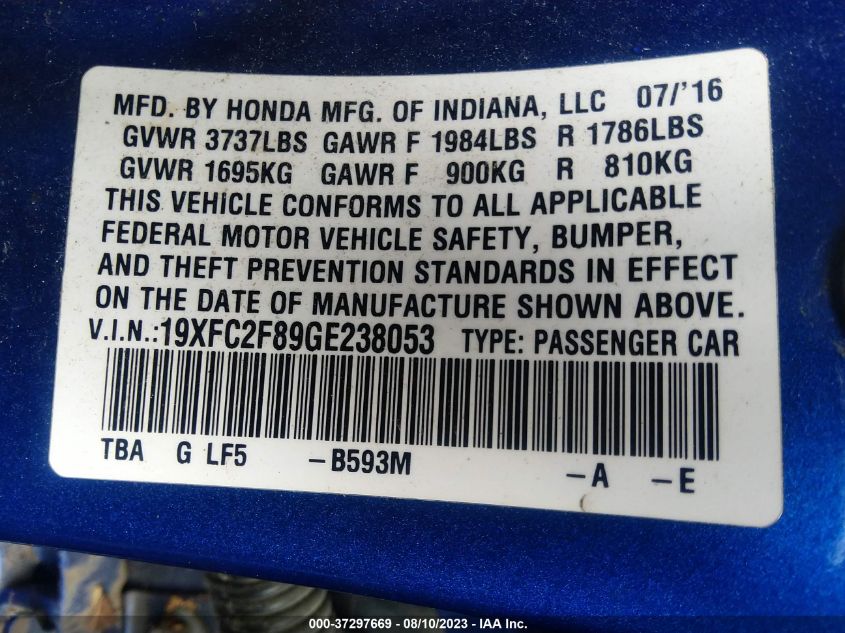 MFD. BY HONDA MFG. OF INDIANA, LLC 07/'16
GVWR 3737LBS GAWR F 1984LBS R 1786LBS
GVWR 1695KG GAWR F 900KG R 810KG
THIS VEHICLE CONFORMS TO ALL APPLICABLE
FEDERAL MOTOR VEHICLE SAFETY, BUMPER,
AND THEFT PREVENTION STANDARDS IN EFFECT
ON THE DATE OF MANUFACTURE SHOWN ABOVE.
V.I.N.:19XFC2F89GE238053 TYPE: PASSENGER CAR
TBA G LF5 -B593M -A -E
000-37297669 - 08/10/2023 - IAA Inc.